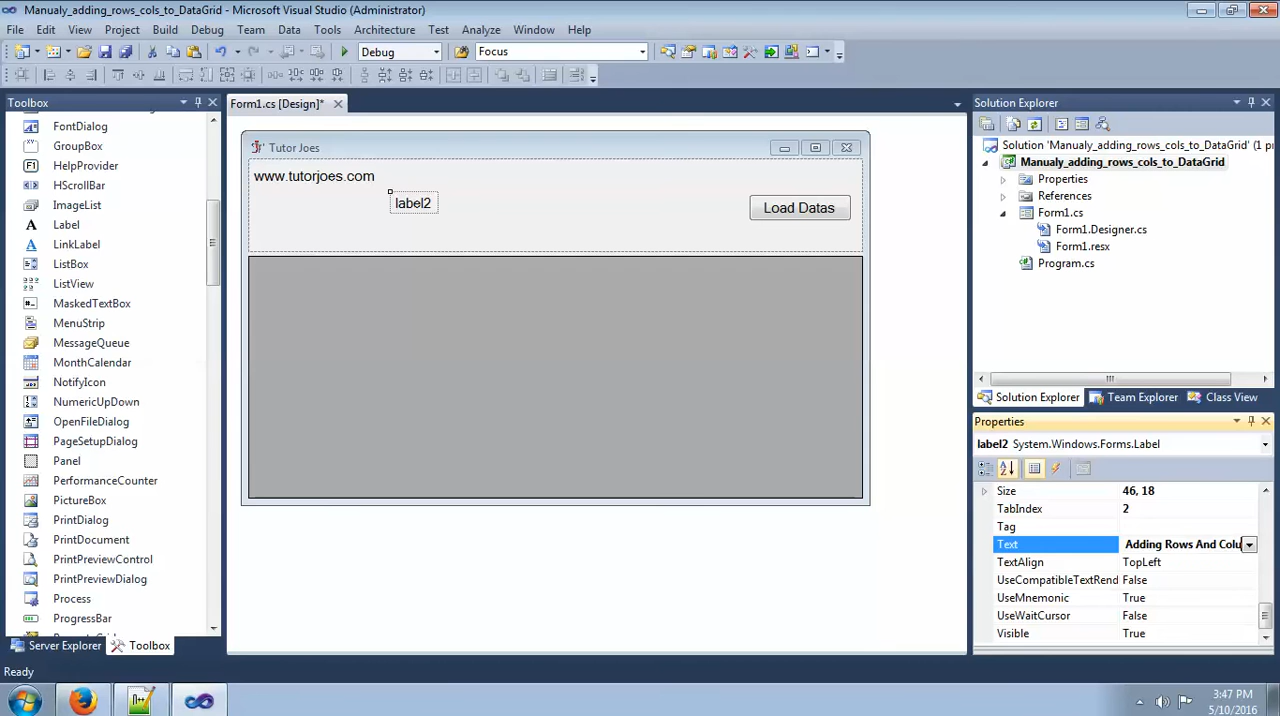 Manualy_adding_rows_cols_to_DataGrid - Microsoft Visual Studio (Administrator)
File Edit View Project Build Debug Team Data Tools Architecture Test Analyze Window Help
Debug Focus
Toolbox
Form1.cs [Design]*
Solution Explorer
FontDialog
GroupBox
HelpProvider
HScrollBar
ImageList
Label
LinkLabel
ListBox
ListView
MaskedTextBox
MenuStrip
MessageQueue
MonthCalendar
NotifyIcon
NumericUpDown
OpenFileDialog
PageSetupDialog
Panel
PerformanceCounter
PictureBox
PrintDialog
PrintDocument
PrintPreviewControl
PrintPreviewDialog
Process
ProgressBar
Server Explorer Toolbox
Tutor Joes
www.tutorjoes.com
label2
Load Datas
Solution 'Manualy_adding_rows_cols_to_DataGrid' (1 pr
Manualy_adding_rows_cols_to_DataGrid
Properties
References
Form1.cs
Form1.Designer.cs
Form1.resx
Program.cs
Solution Explorer Team Explorer Class View
Properties
label2 System.Windows.Forms.Label
Size 46, 18
TabIndex 2
Tag
Text Adding Rows And Colu
TextAlign TopLeft
UseCompatibleTextRend False
UseMnemonic True
UseWaitCursor False
Visible True
Ready
3:47 PM
5/10/2016